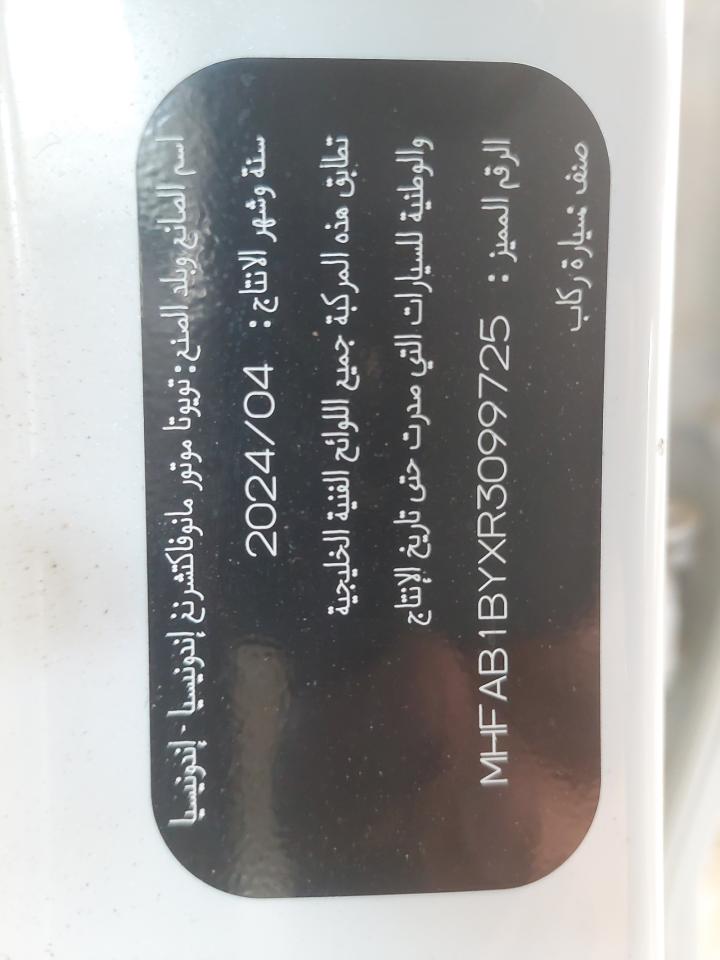 اسم الصانع وبلد الصنع: تويوتا موتور مانوفاكتشرنغ إندونيسيا - إندونيسيا
سنة وشهر الانتاج: 2024/04
تطابق هذه المركبة جميع اللوائح الفنية الخليجية
والوطنية للسيارات التي صدرت حتى تاريخ الإنتاج
الرقم المميز: MHFAB1BYXR3099725
صنف سيارة ركاب